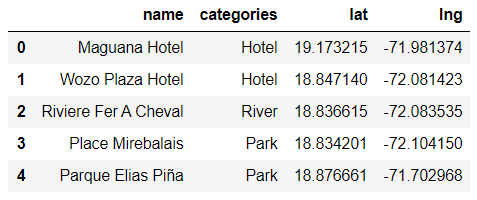 name categories lat lng
0 Maguana Hotel Hotel 19.173215 -71.981374
1 Wozo Plaza Hotel Hotel 18.847140 -72.081423
2 Riviere Fer A Cheval River 18.836615 -72.083535
3 Place Mirebalais Park 18.834201 -72.104150
4 Parque Elias Piña Park 18.876661 -71.702968